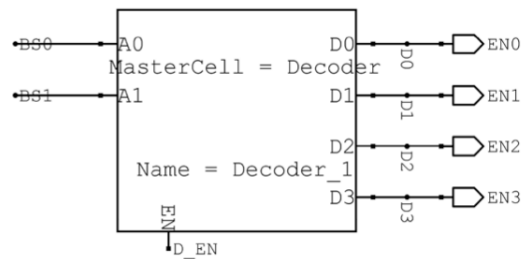 BS0 A0 D0 D0 EN0
MasterCell = Decoder
BS1 A1 D1 D1 EN1
D2 D2 EN2
Name = Decoder_1
D3 D3 EN3
EN
D_EN